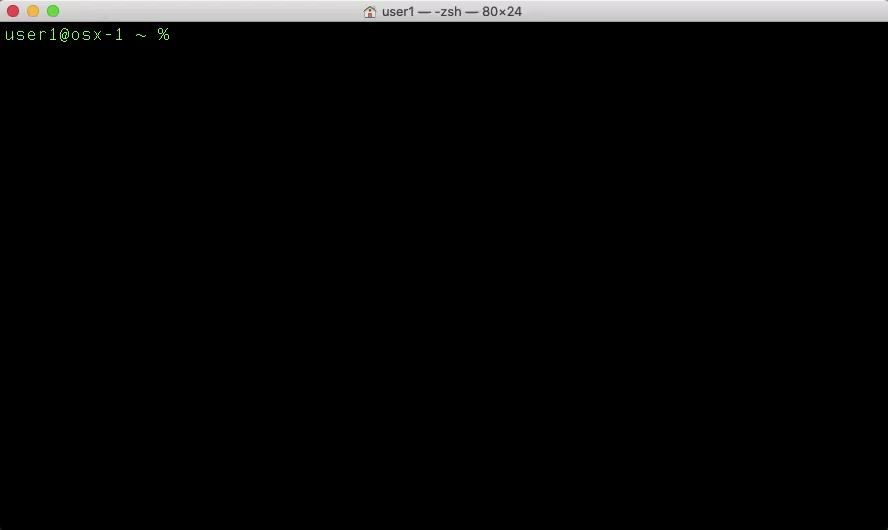 user1 — -zsh — 80×24
user1@osx-1 ~ %